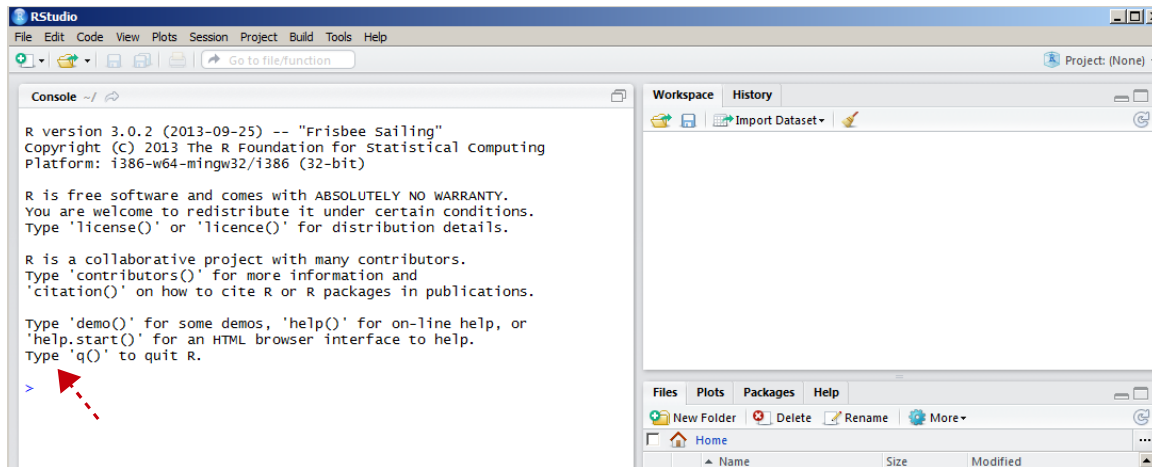 RStudio
File Edit Code View Plots Session Project Build Tools Help
Go to file/function
Project: (None)
Console ~/
R version 3.0.2 (2013-09-25) -- "Frisbee Sailing"
Copyright (C) 2013 The R Foundation for Statistical Computing
Platform: i386-w64-mingw32/i386 (32-bit)
R is free software and comes with ABSOLUTELY NO WARRANTY.
You are welcome to redistribute it under certain conditions.
Type 'license()' or 'licence()' for distribution details.
R is a collaborative project with many contributors.
Type 'contributors()' for more information and
'citation()' on how to cite R or R packages in publications.
Type 'demo()' for some demos, 'help()' for on-line help, or
'help.start()' for an HTML browser interface to help.
Type 'q()' to quit R.
>
Workspace History
Import Dataset
Files Plots Packages Help
New Folder Delete Rename More
Home
Name Size Modified